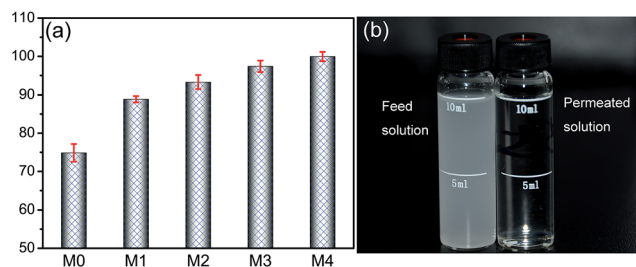 (a)
100
90
80
70
60
50
M0 M1 M2 M3 M4
(b)
Feed
solution
10ml
5ml
10ml
5ml
Permeated
solution